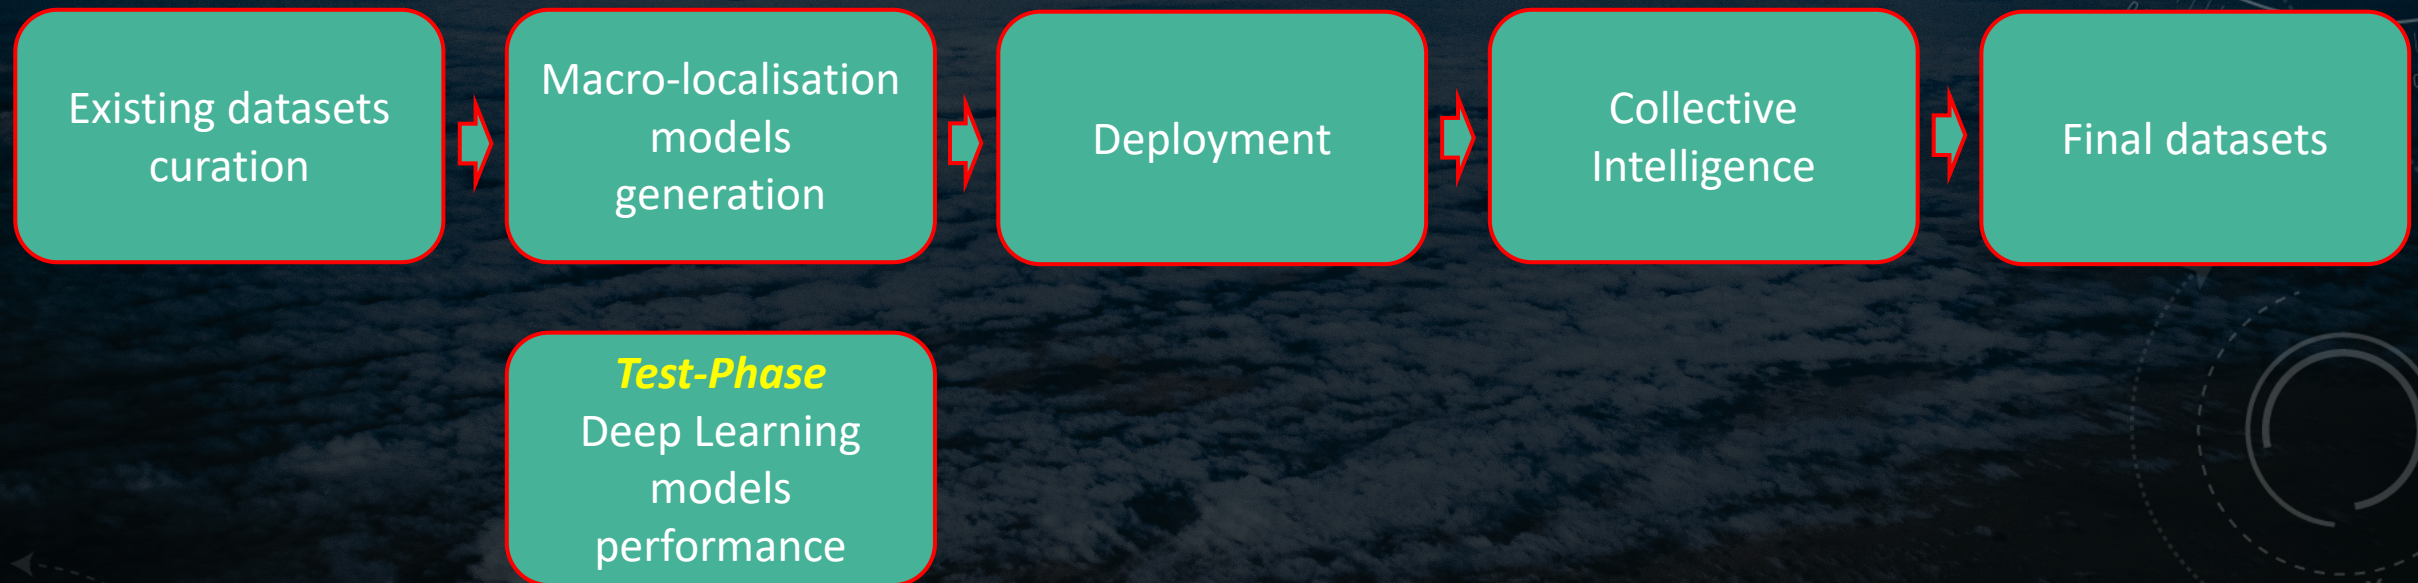 Existing datasets
curation
Macro-localisation
models
generation
Deployment
Collective
Intelligence
Final datasets
Test-Phase
Deep Learning
models
performance